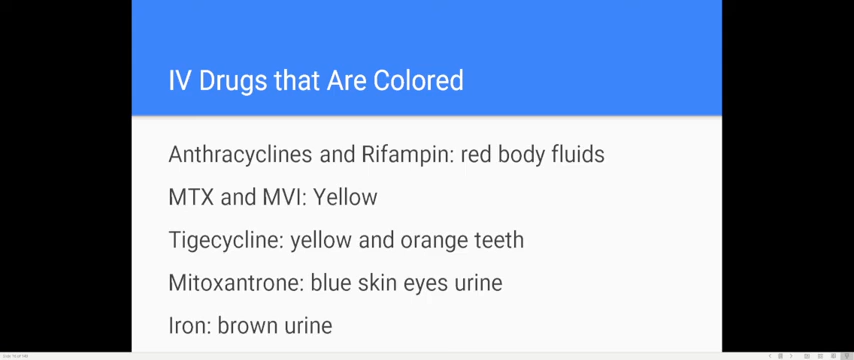 IV Drugs that Are Colored
Anthracyclines and Rifampin: red body fluids
MTX and MVI: Yellow
Tigecycline: yellow and orange teeth
Mitoxantrone: blue skin eyes urine
Iron: brown urine